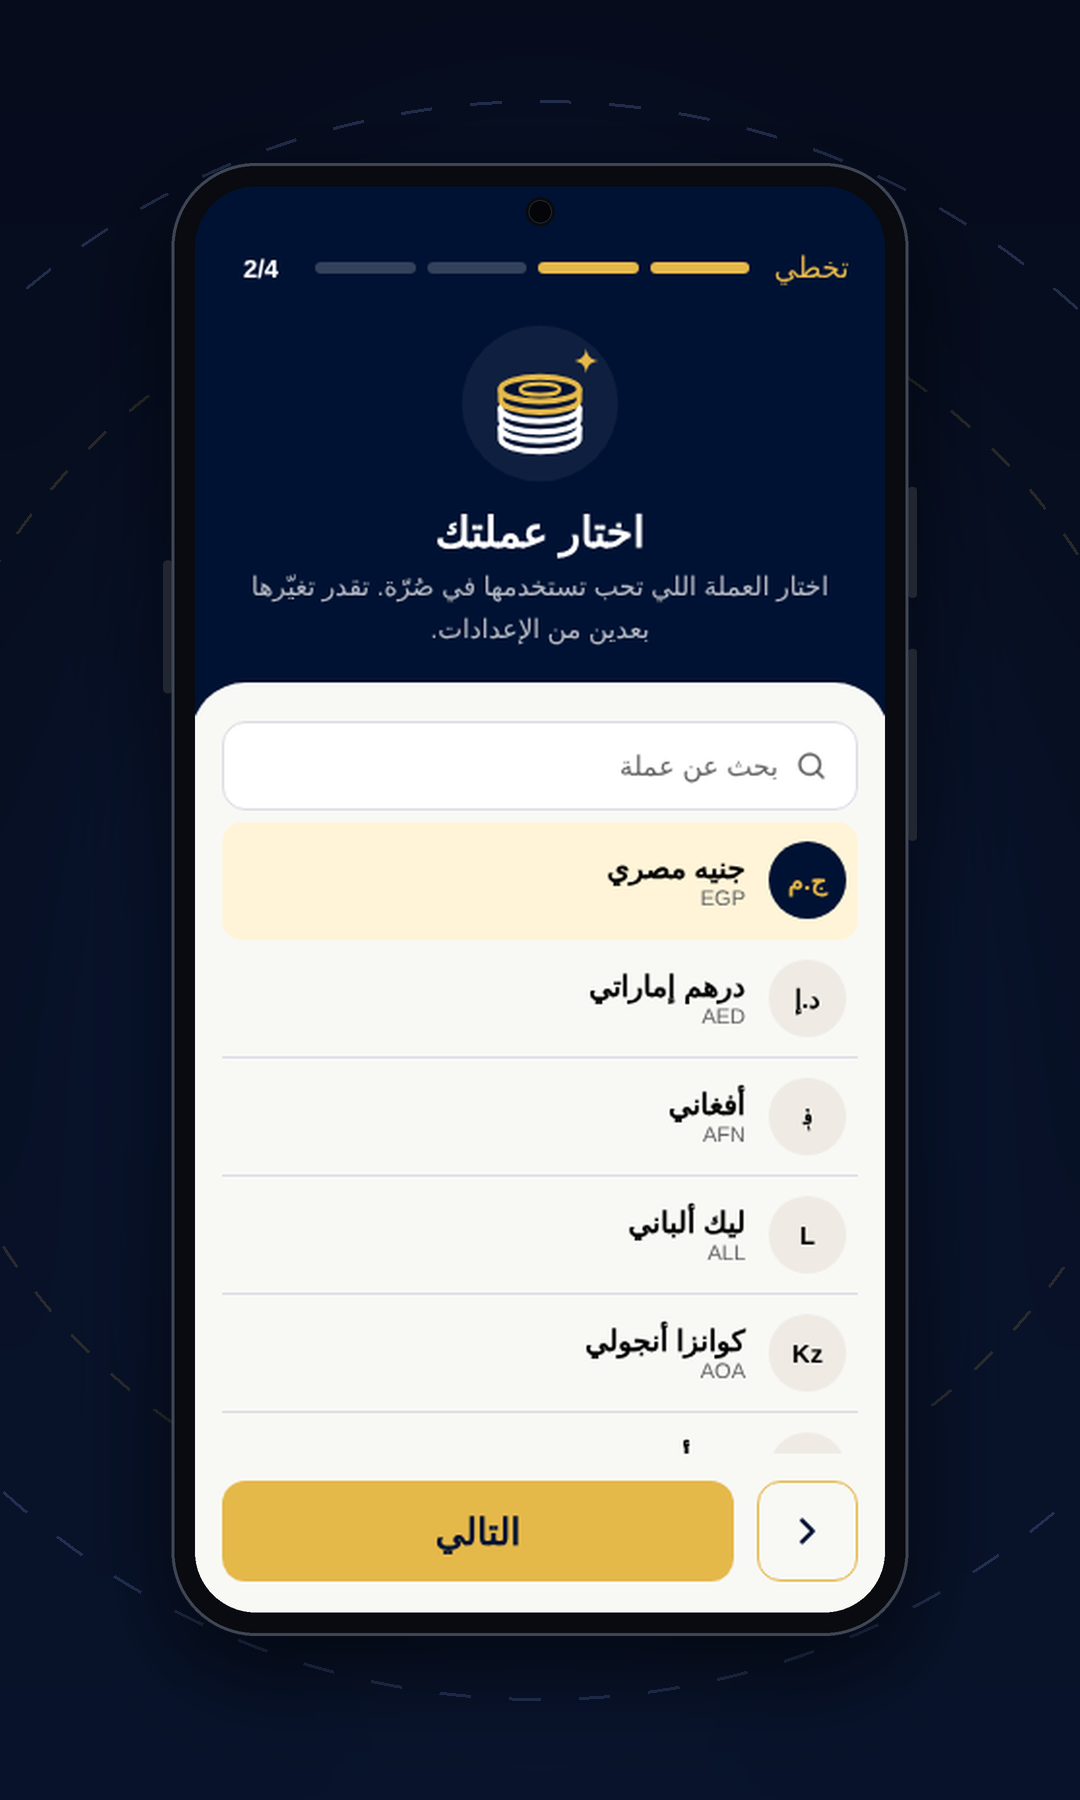 تخطي
2/4
اختار عملتك
اختار العملة اللي تحب تستخدمها في صُرّة. تقدر تغيّرها
بعدين من الإعدادات.
بحث عن عملة
ج.م
جنيه مصري
EGP
د.إ
درهم إماراتي
AED
؋
أفغاني
AFN
L
ليك ألباني
ALL
Kz
كوانزا أنجولي
AOA
التالي